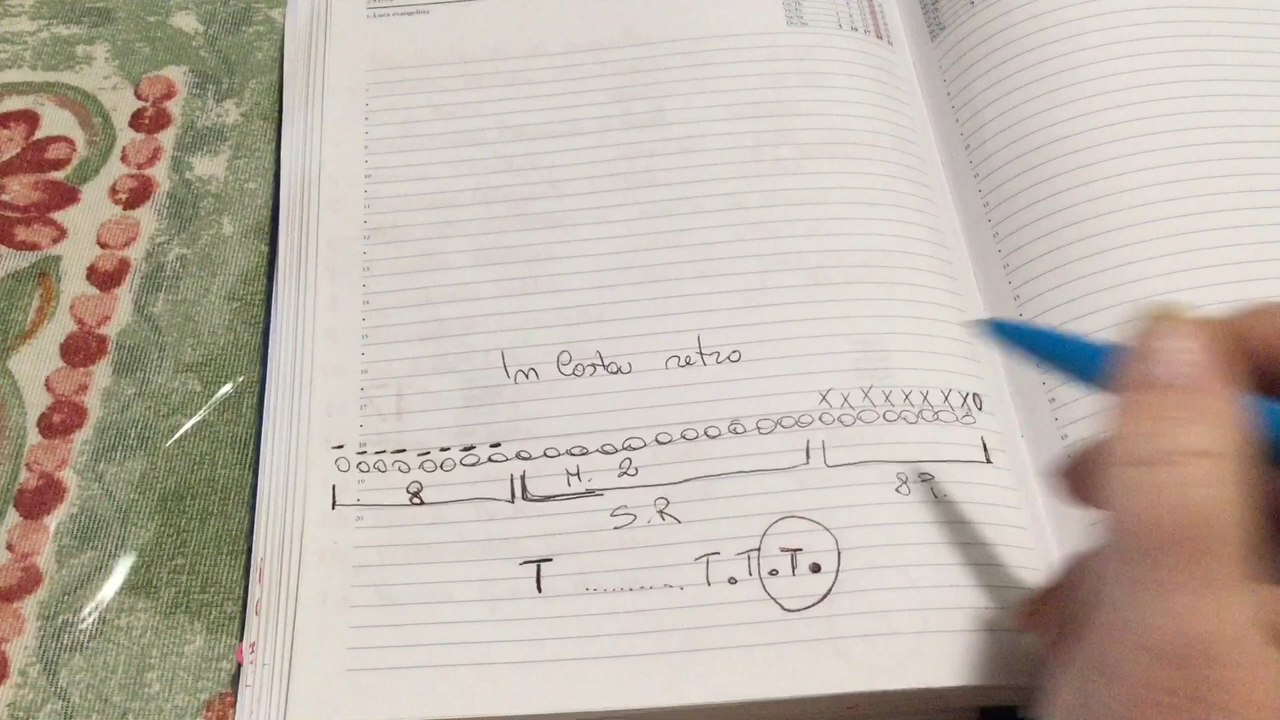 s. Luca evangelista
In Costa retro
XXXXXXXXO
8
M. 2
8
S.R
T ........... T.T.T.